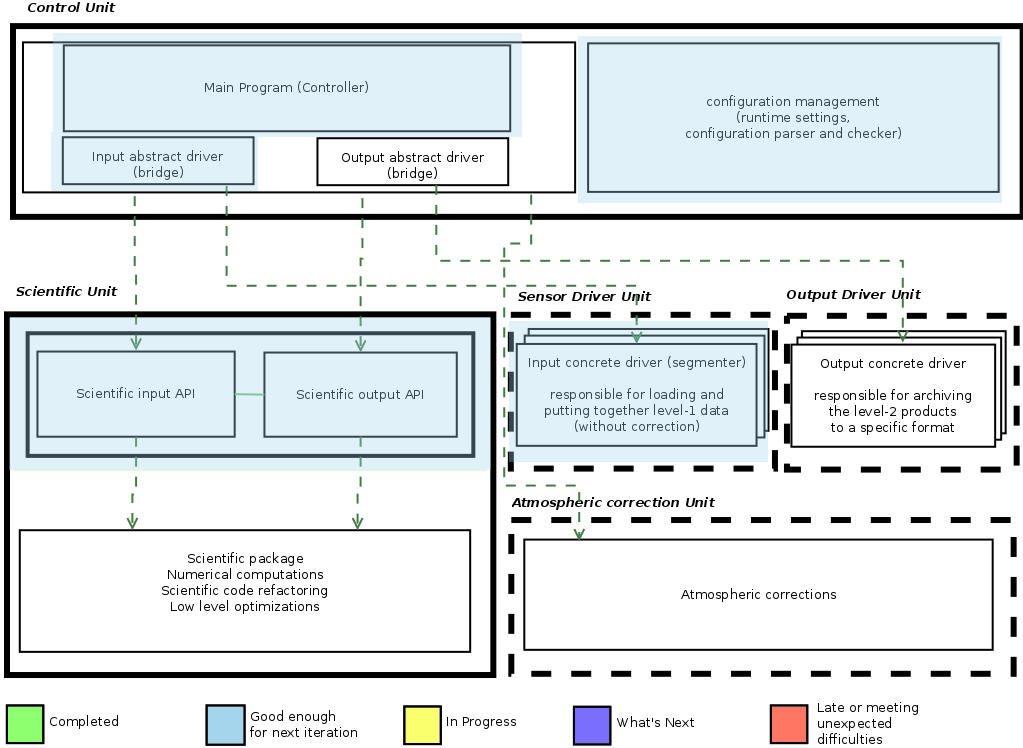 Control Unit
Main Program (Controller)
configuration management
(runtime settings,
configuration parser and checker)
Input abstract driver
(bridge)
Output abstract driver
(bridge)
Scientific Unit
Sensor Driver Unit
Output Driver Unit
Scientific input API
Scientific output API
Input concrete driver (segmenter)
responsible for loading and
putting together level-1 data
(without correction)
Output concrete driver
responsible for archiving
the level-2 products
to a specific format
Atmospheric correction Unit
Scientific package
Numerical computations
Scientific code refactoring
Low level optimizations
Atmospheric corrections
Completed
Good enough
for next iteration
In Progress
What's Next
Late or meeting
unexpected
difficulties